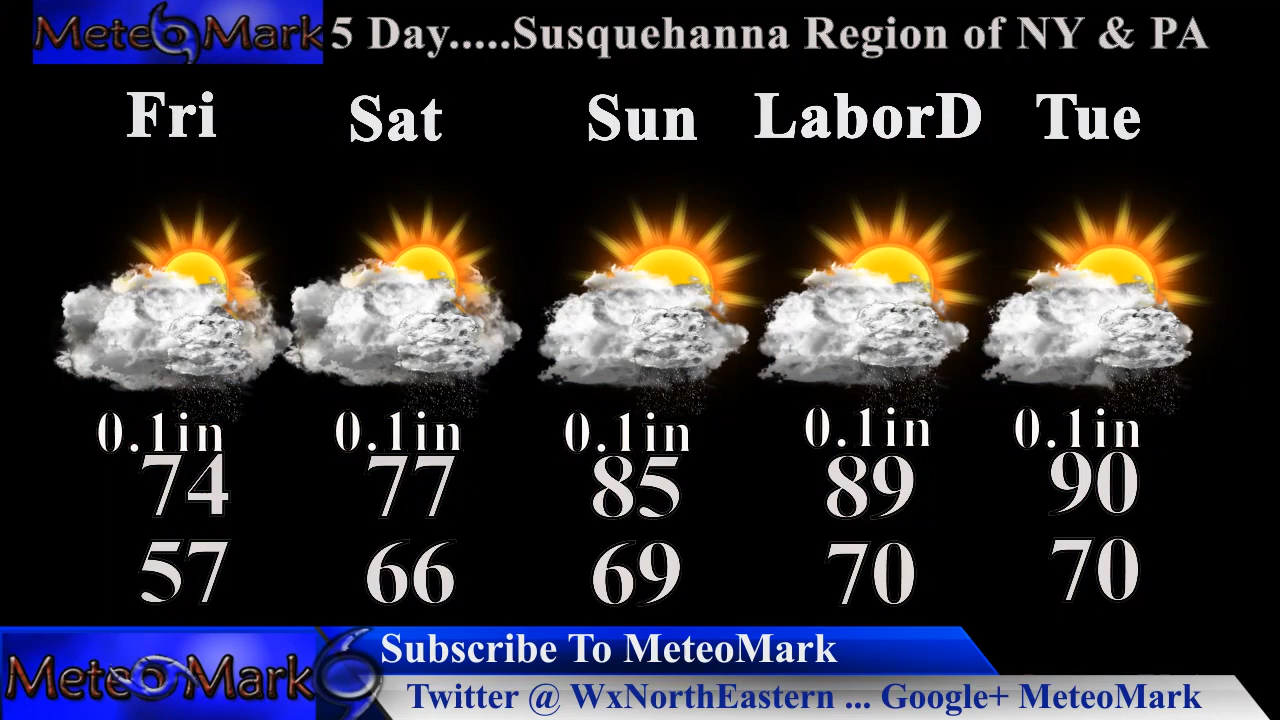 MeteoMark 5 Day.....Susquehanna Region of NY & PA
Fri Sat Sun LaborD Tue
0.1in 0.1in 0.1in 0.1in 0.1in
74 77 85 89 90
57 66 69 70 70
Subscribe To MeteoMark
MeteoMark
Twitter @ WxNorthEastern ... Google+ MeteoMark